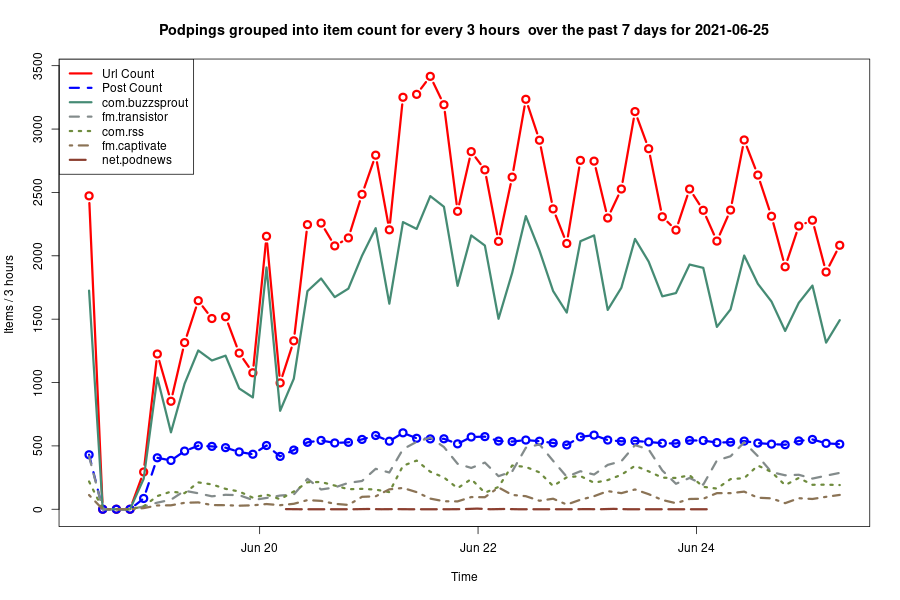 Podpings grouped into item count for every 3 hours  over the past 7 days for 2021-06-25
Url Count
Post Count
com.buzzsprout
fm.transistor
com.rss
fm.captivate
net.podnews
Items / 3 hours
3500
3000
2500
2000
1500
1000
500
0
Jun 20
Jun 22
Jun 24
Time